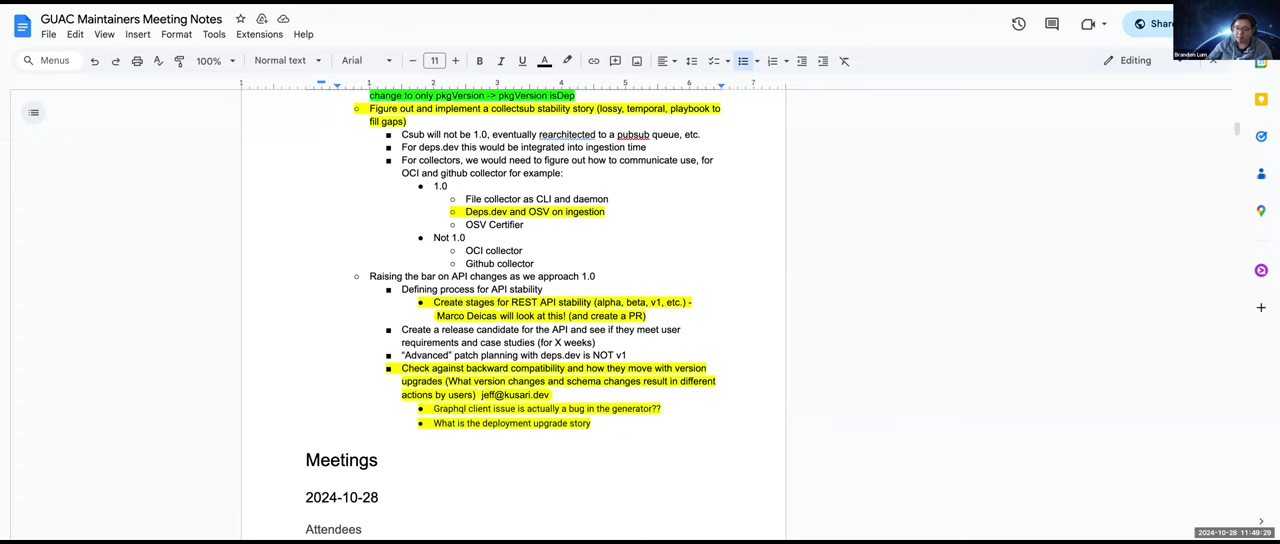 GUAC Maintainers Meeting Notes
File Edit View Insert Format Tools Extensions Help
Share
Brandon Lum
Menus 100% Normal text Arial 11 Editing
1 1 2 3 4 5 6 7
change to only pkgVersion -> pkgVersion isDep
○ Figure out and implement a collectsub stability story (lossy, temporal, playbook to
fill gaps)
■ Csub will not be 1.0, eventually rearchitected to a pubsub queue, etc.
■ For deps.dev this would be integrated into ingestion time
■ For collectors, we would need to figure out how to communicate use, for
OCI and github collector for example:
● 1.0
○ File collector as CLI and daemon
○ Deps.dev and OSV on ingestion
○ OSV Certifier
● Not 1.0
○ OCI collector
○ Github collector
○ Raising the bar on API changes as we approach 1.0
■ Defining process for API stability
● Create stages for REST API stability (alpha, beta, v1, etc.) -
Marco Deicas will look at this! (and create a PR)
■ Create a release candidate for the API and see if they meet user
requirements and case studies (for X weeks)
■ “Advanced” patch planning with deps.dev is NOT v1
■ Check against backward compatibility and how they move with version
upgrades (What version changes and schema changes result in different
actions by users) jeff@kusari.dev
● Graphql client issue is actually a bug in the generator??
● What is the deployment upgrade story
Meetings
2024-10-28
Attendees
2024-10-28 11:49:29